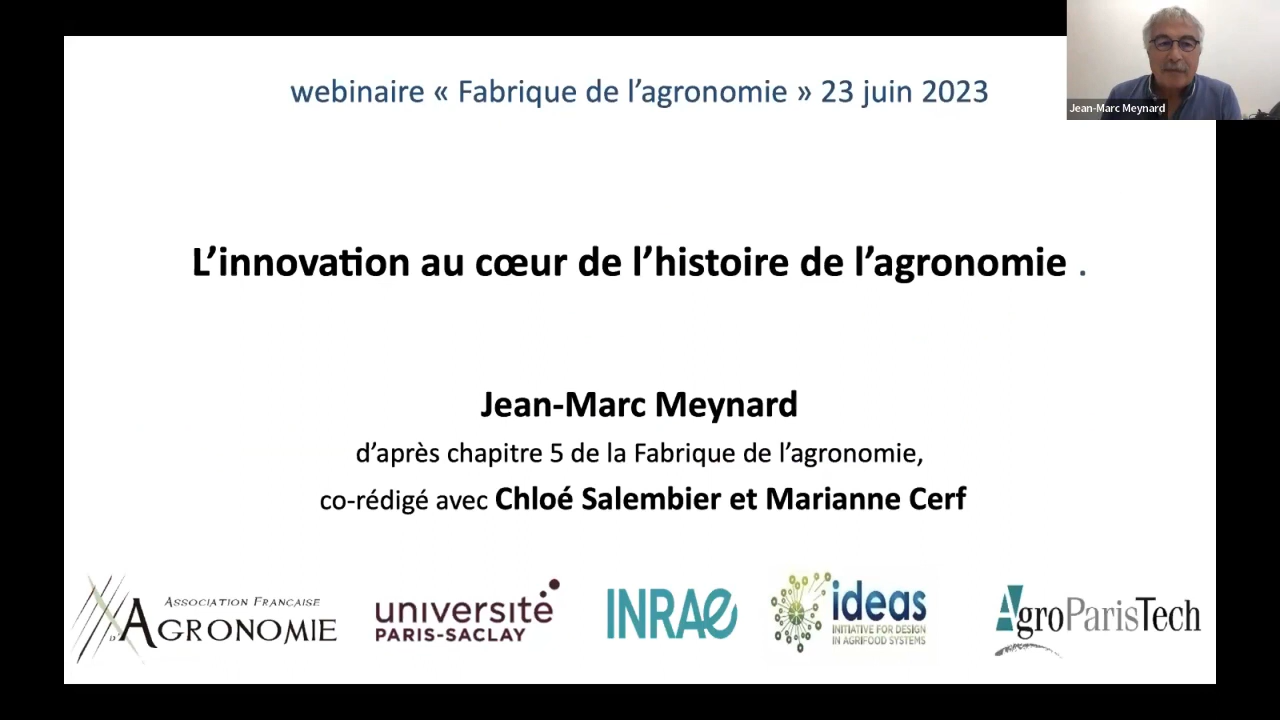 webinaire « Fabrique de l’agronomie » 23 juin 2023
Jean-Marc Meynard
L’innovation au cœur de l’histoire de l’agronomie .
Jean-Marc Meynard
d’après chapitre 5 de la Fabrique de l’agronomie,
co-rédigé avec Chloé Salembier et Marianne Cerf
Association Française
d'Agronomie
université
PARIS-SACLAY
INRAE
ideas
INITIATIVE FOR DESIGN
IN AGRIFOOD SYSTEMS
AgroParisTech